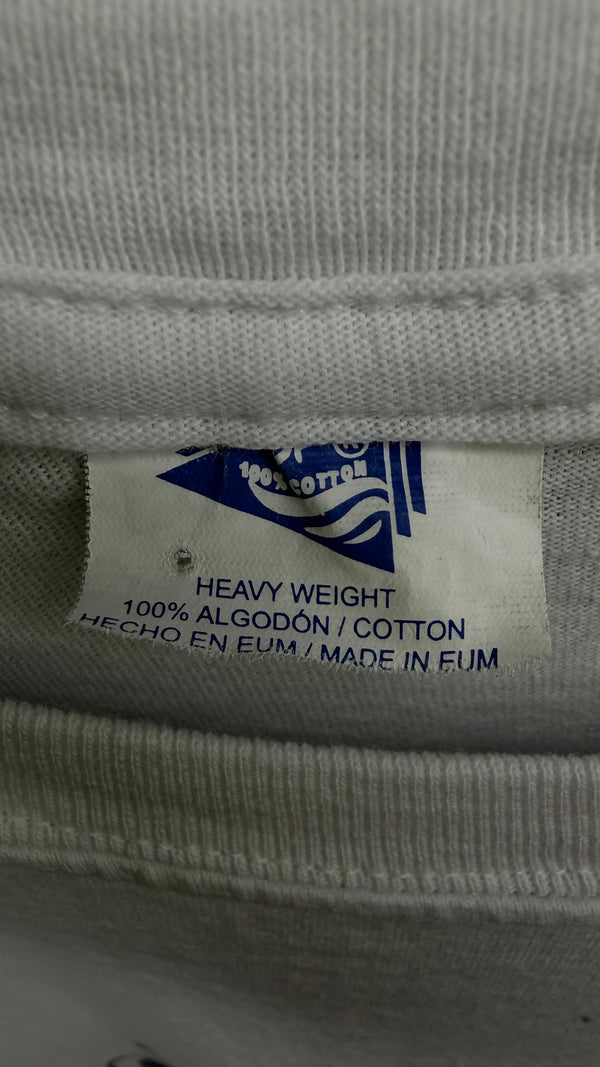 100% COTTON
HEAVY WEIGHT
100% ALGODÓN / COTTON
HECHO EN EUM / MADE IN EUM